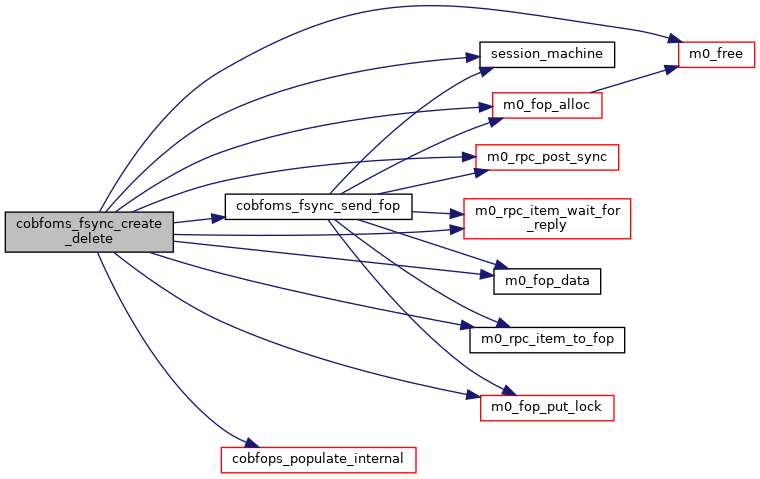 session_machine
m0_free
m0_fop_alloc
m0_rpc_post_sync
cobfoms_fsync_send_fop
cobfoms_fsync_create
_delete
m0_rpc_item_wait_for
_reply
m0_fop_data
m0_rpc_item_to_fop
m0_fop_put_lock
cobfops_populate_internal